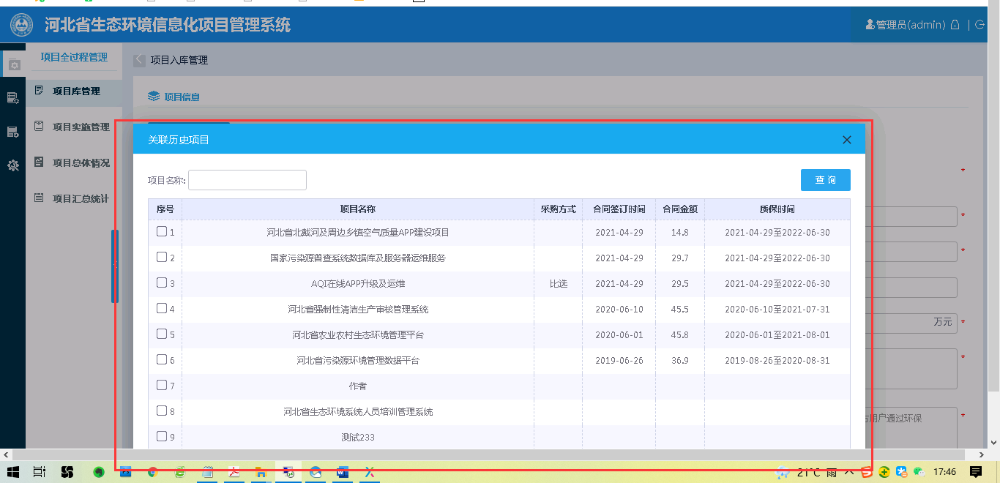 河北省生态环境信息化项目管理系统
管理员(admin)
项目全过程管理
项目入库管理
项目库管理
项目信息
项目实施管理
项目总体情况
项目汇总统计
关联历史项目
*
项目名称:
查 询
序号 项目名称 采购方式 合同签订时间 合同金额 质保时间
*
1 河北省北戴河及周边乡镇空气质量APP建设项目 2021-04-29 14.8 2021-04-29至2022-06-30
*
2 国家污染源普查系统数据库及服务器运维服务 2021-04-29 29.7 2021-04-29至2022-06-30
3 AQI在线APP升级及运维 比选 2021-04-29 29.5 2021-04-29至2022-06-30
4 河北省强制性清洁生产审核管理系统 2020-06-10 45.5 2020-06-10至2021-07-31
万元 *
5 河北省农业农村生态环境管理平台 2020-06-01 45.8 2020-06-01至2021-08-01
*
6 河北省污染源环境管理数据平台 2019-06-26 36.9 2019-08-26至2020-08-31
7 作者
8 河北省生态环境系统人员培训管理系统
方用户通过环保 *
9 测试233
21°C 雨
17:46